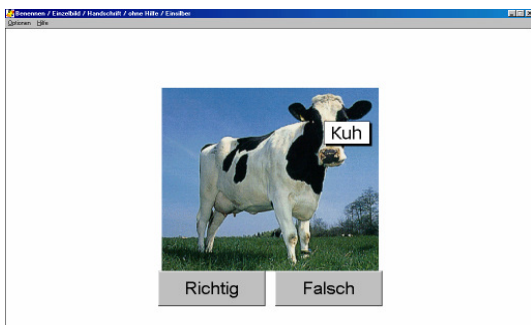 Benennen / Einzelbild / Handschrift / ohne Hilfe / Einsilber
Optionen Hilfe
Kuh
Richtig Falsch